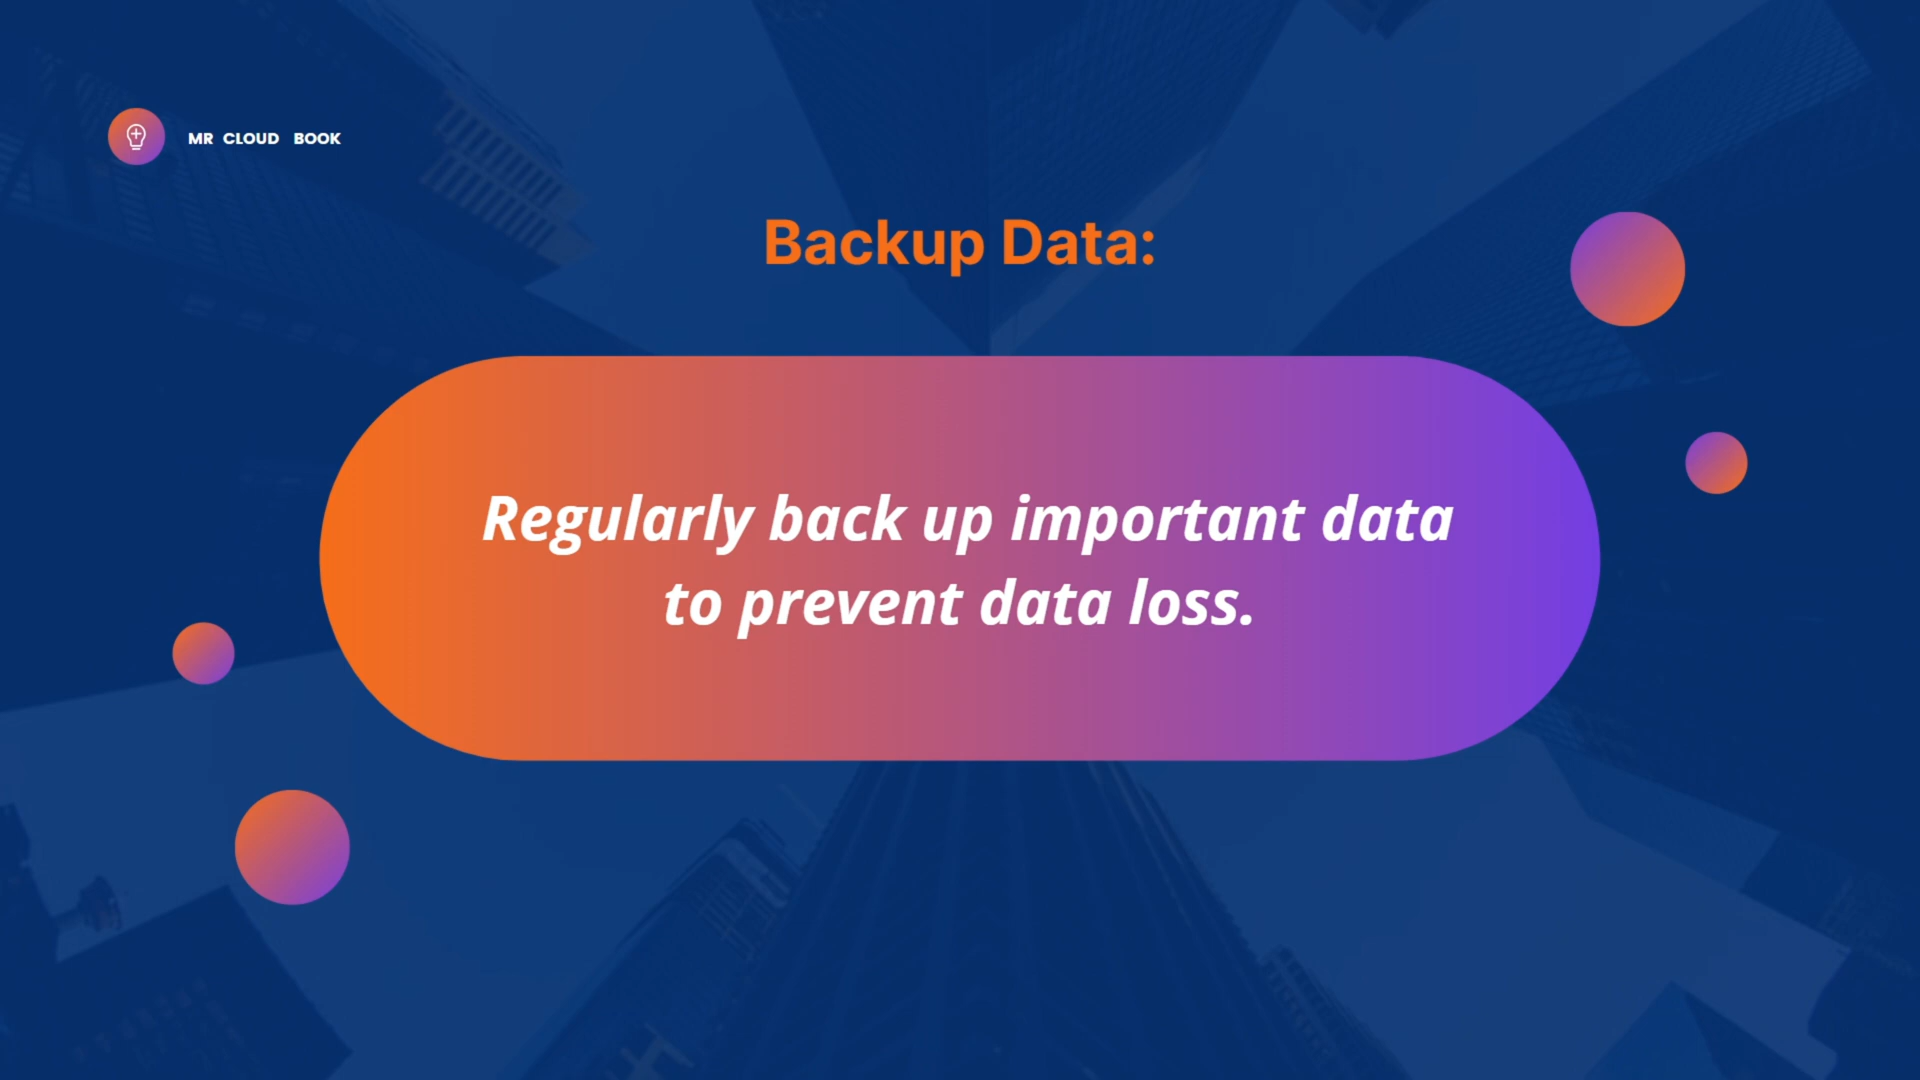 MR CLOUD BOOK
Backup Data:
Regularly back up important data
to prevent data loss.